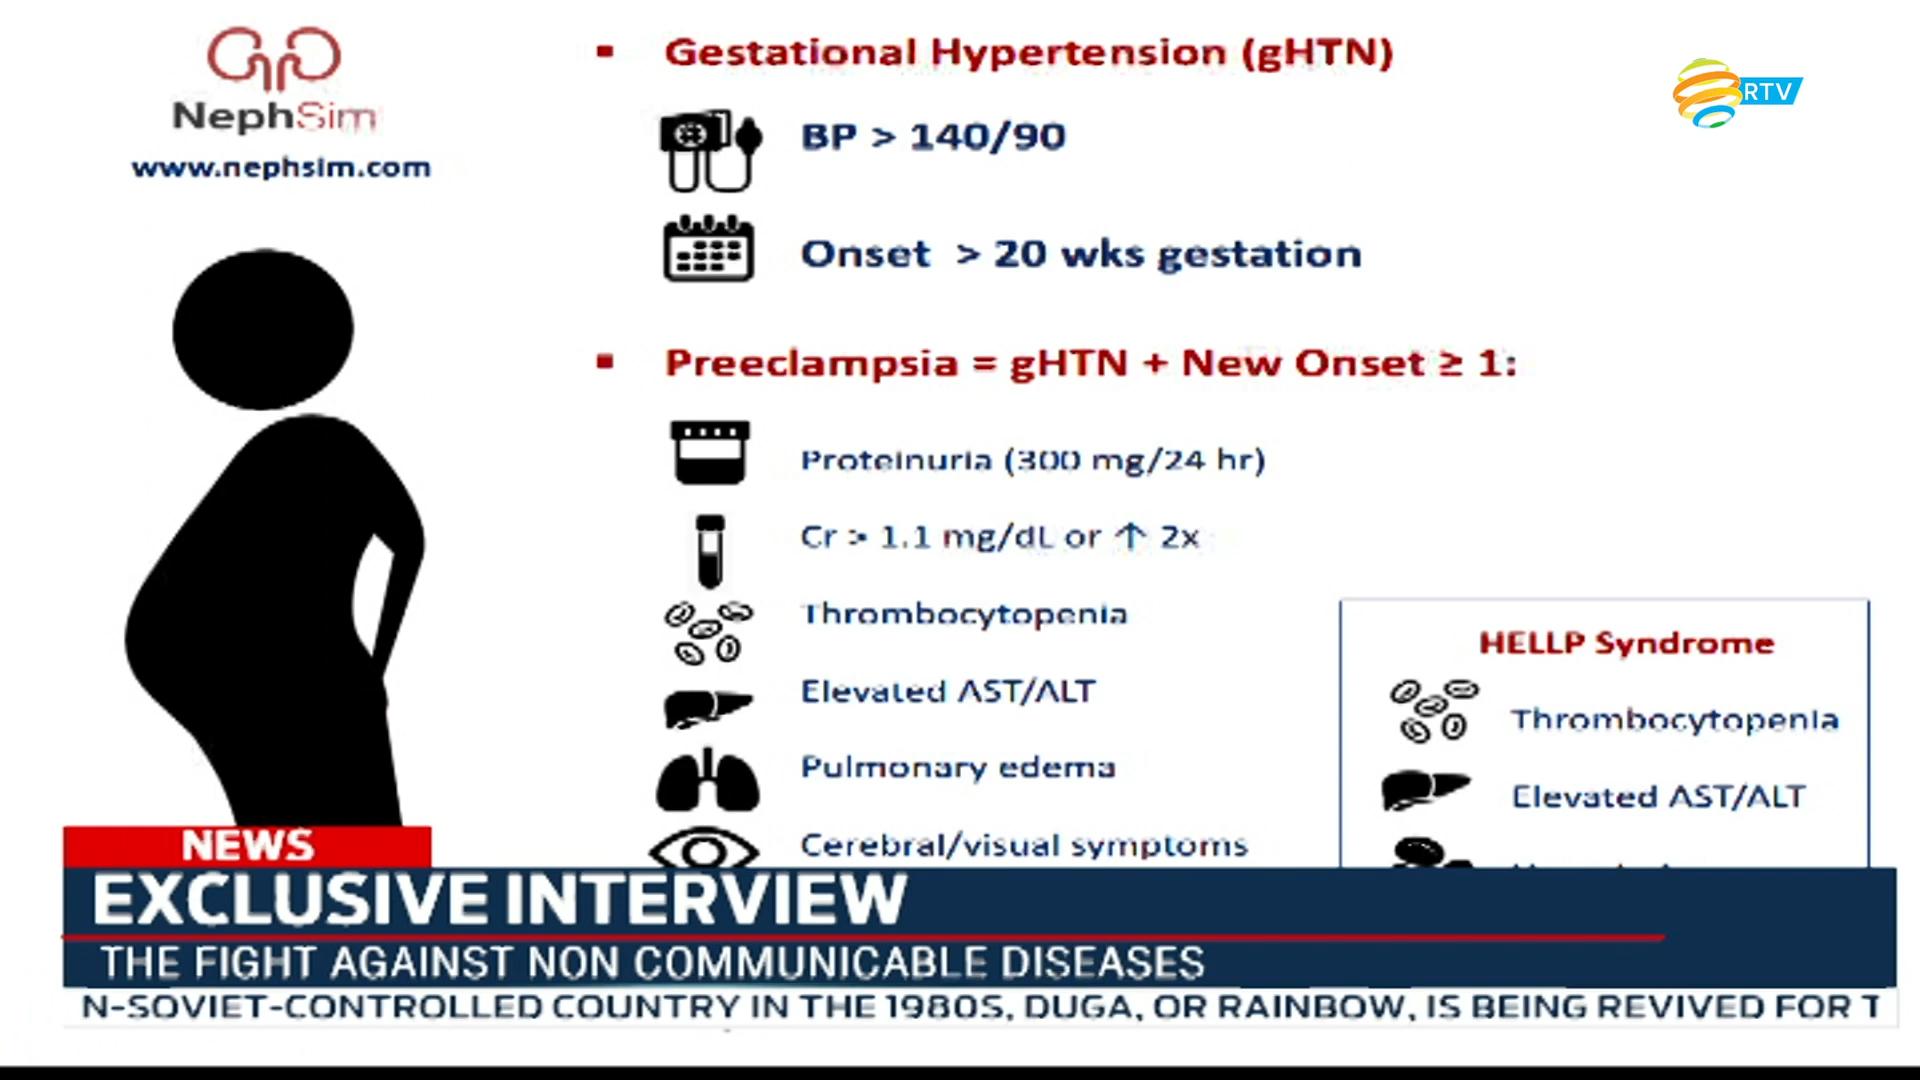 NephSim
www.nephsim.com
RTV
▪ Gestational Hypertension (gHTN)
BP > 140/90
Onset > 20 wks gestation
▪ Preeclampsia = gHTN + New Onset ≥ 1:
Proteinuria (300 mg/24 hr)
Cr > 1.1 mg/dL or ↑ 2x
Thrombocytopenia
Elevated AST/ALT
Pulmonary edema
Cerebral/visual symptoms
HELLP Syndrome
Thrombocytopenia
Elevated AST/ALT
NEWS
EXCLUSIVE INTERVIEW
THE FIGHT AGAINST NON COMMUNICABLE DISEASES
N-SOVIET-CONTROLLED COUNTRY IN THE 1980S, DUGA, OR RAINBOW, IS BEING REVIVED FOR T